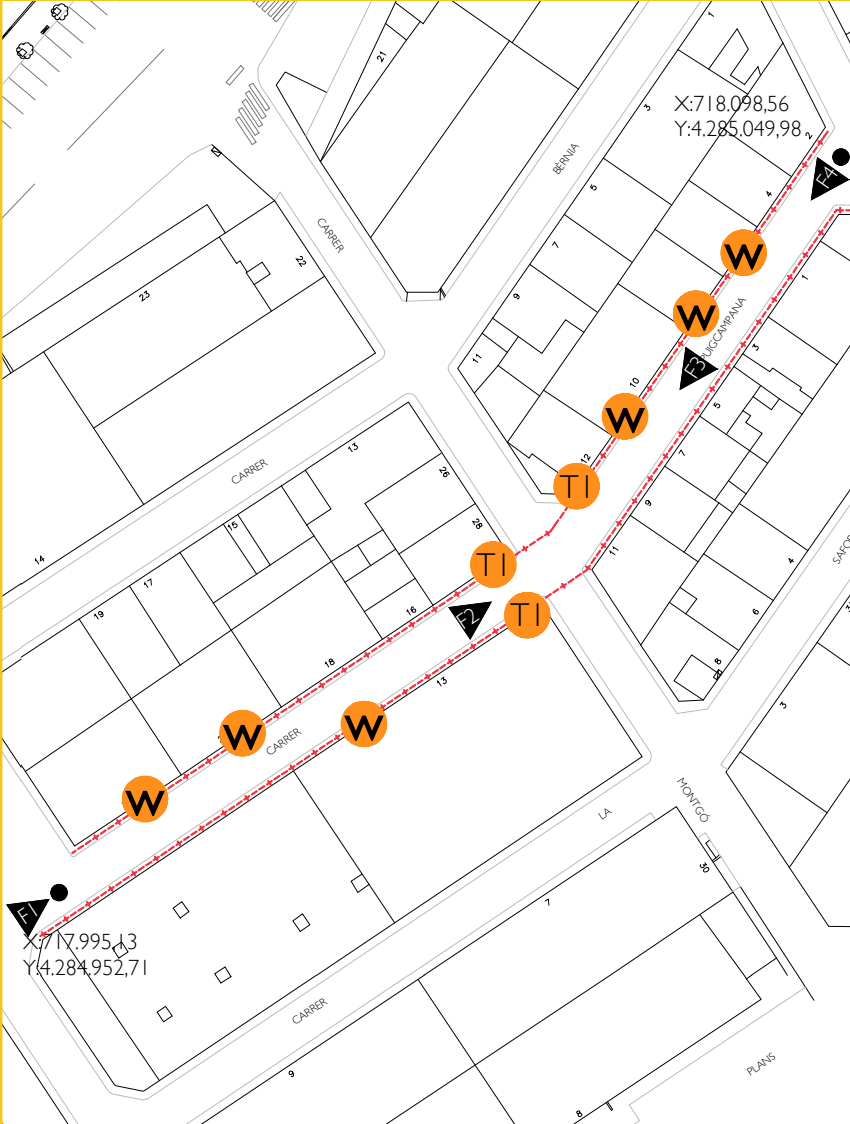 1
21
3
X:718.098,56
Y:4.285.049,98
2
BÈRNIA
F4
4
5
CARRER
W
7
22
23
9
1
W
PUIGCAMPANA
3
11
F3
10
5
W
13
12
7
CARRER
26
TI
9
15
28
14
11
4
SAFOR
TI
17
16
TI
6
19
F2
18
8
13
3
W
W
CARRER
MONTGÓ
W
LA
30
F1
7
X:717.995,13
Y:4.284.952,71
CARRER
PLANS
9
8